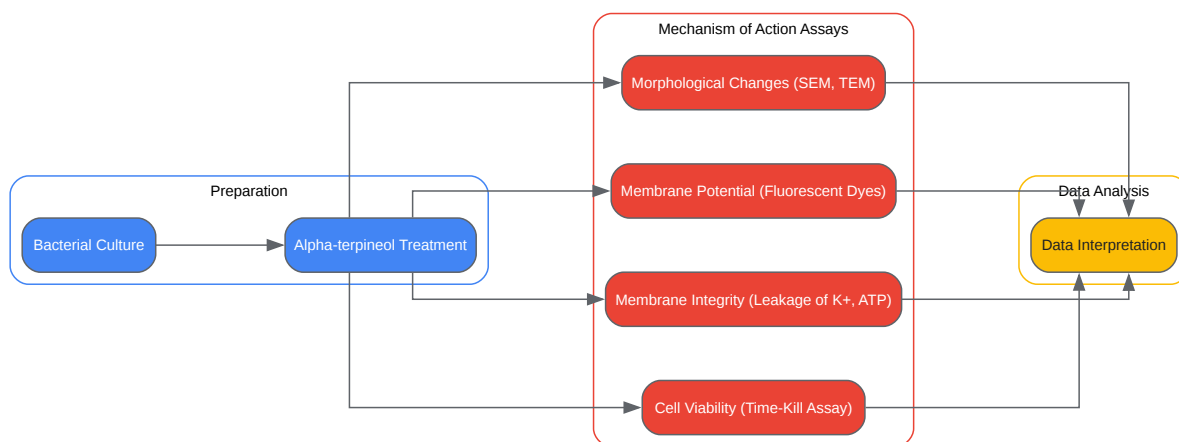 Mechanism of Action Assays
Morphological Changes (SEM, TEM)
Preparation
Membrane Potential (Fluorescent Dyes)
Data Analysis
Bacterial Culture
Alpha-terpineol Treatment
Data Interpretation
Membrane Integrity (Leakage of K+, ATP)
Cell Viability (Time-Kill Assay)